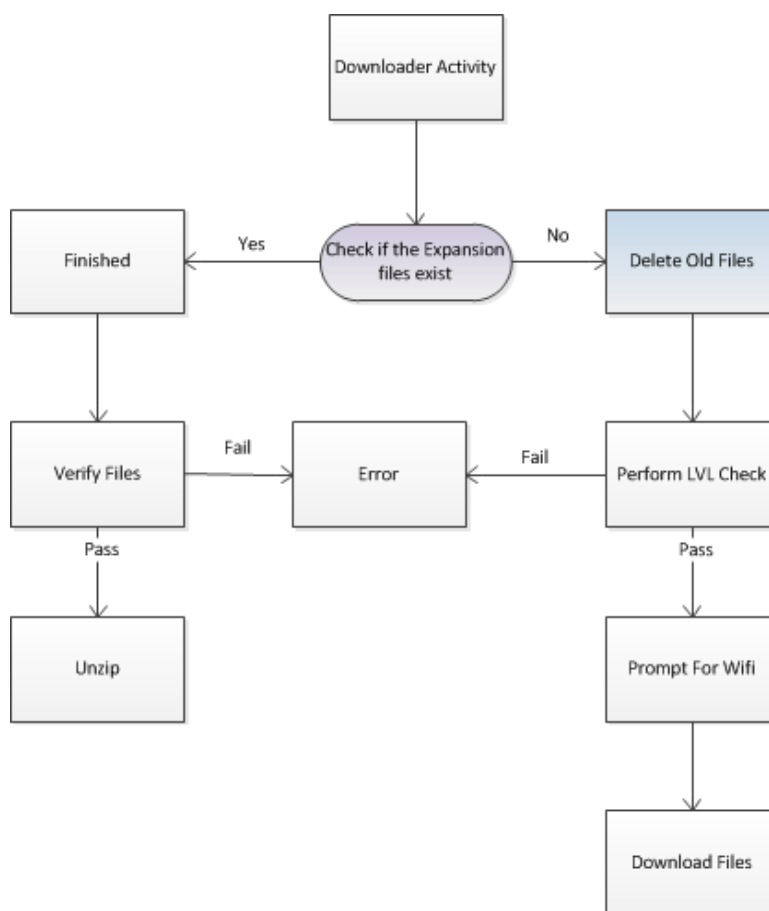 Downloader Activity
Yes
No
Finished
Check if the Expansion
files exist
Delete Old Files
Fail
Fail
Verify Files
Error
Perform LVL Check
Pass
Pass
Unzip
Prompt For Wifi
Download Files